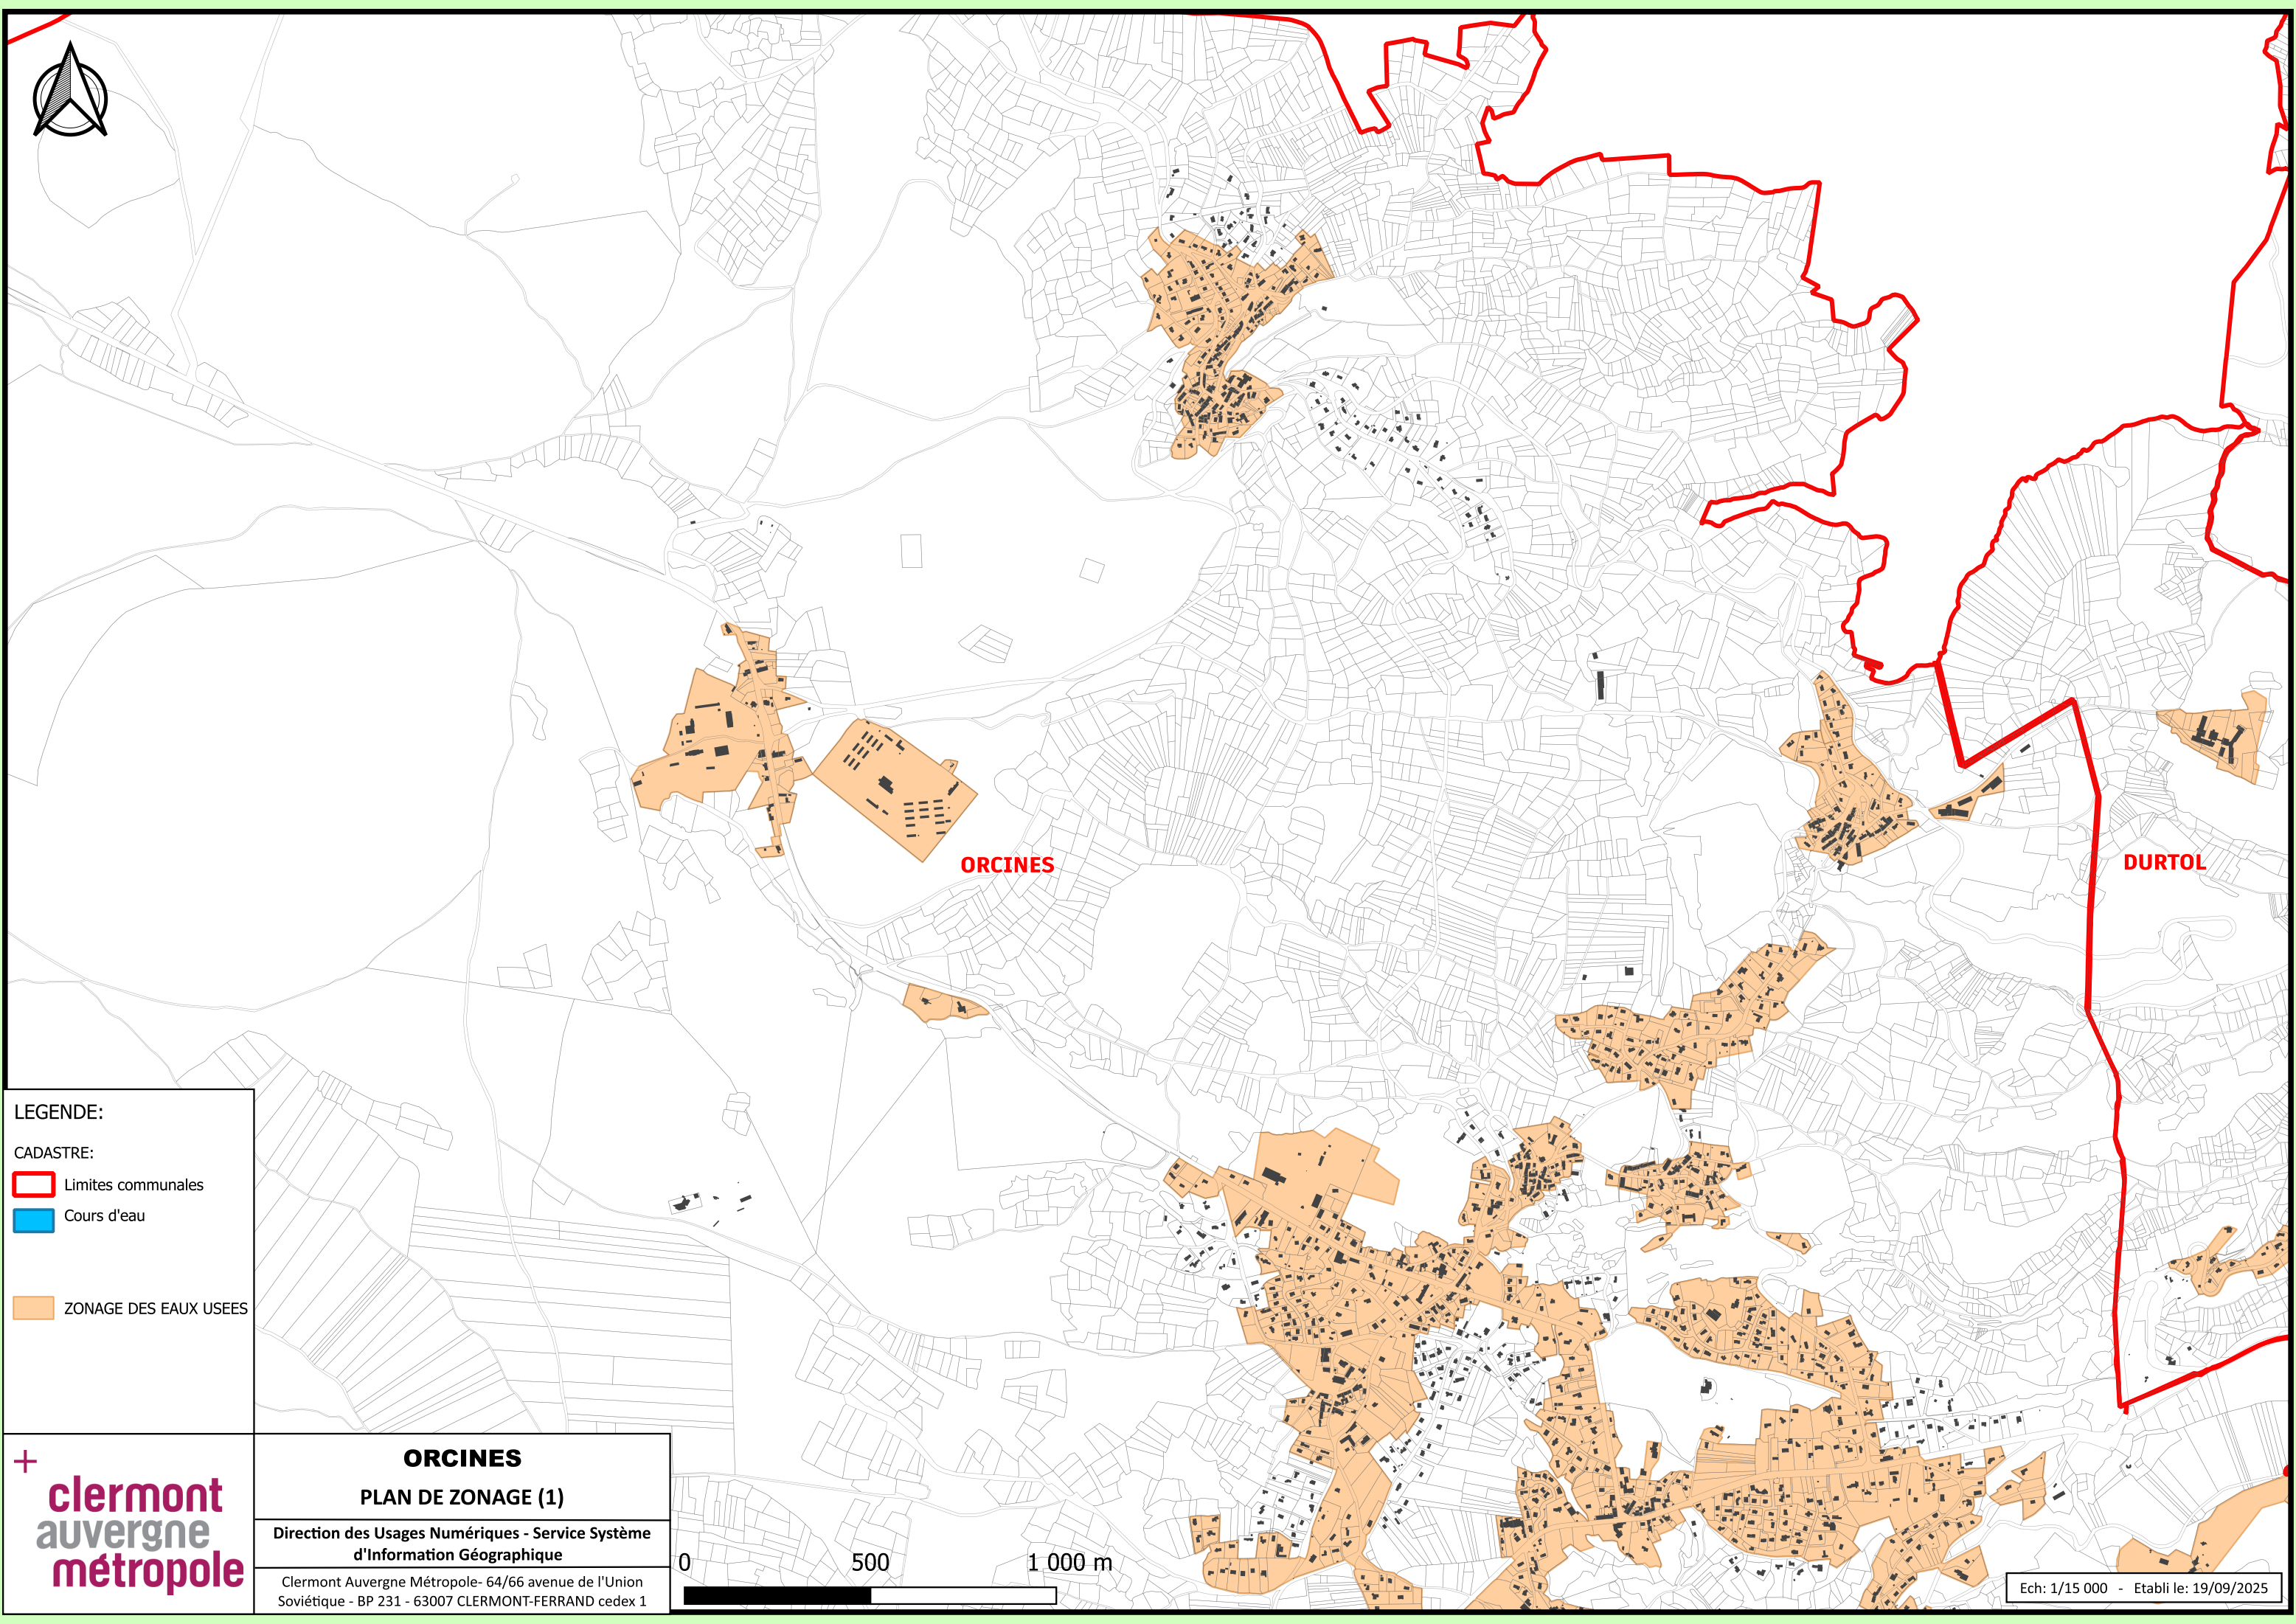 ORCINES
DURTOL
LEGENDE:
CADASTRE:
Limites communales
Cours d'eau
ZONAGE DES EAUX USEES
+
clermont
auvergne
métropole
ORCINES
PLAN DE ZONAGE (1)
Direction des Usages Numériques - Service Système
d'Information Géographique
Clermont Auvergne Métropole- 64/66 avenue de l'Union
Soviétique - BP 231 - 63007 CLERMONT-FERRAND cedex 1
0 500 1 000 m
Ech: 1/15 000 - Etabli le: 19/09/2025